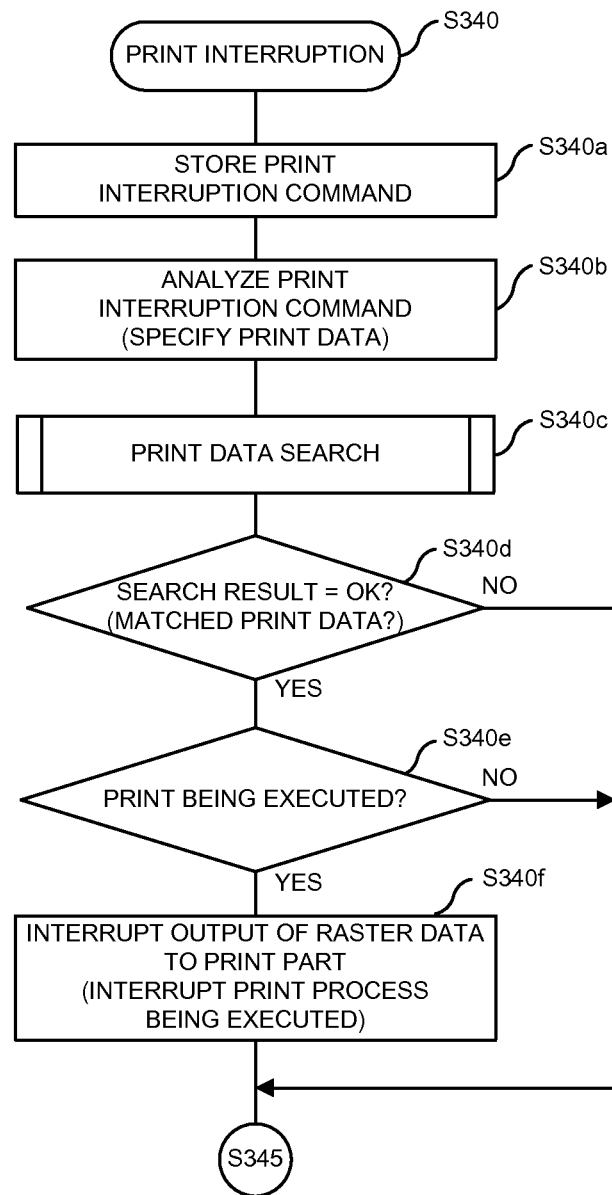 S340
PRINT INTERRUPTION
S340a
STORE PRINT
INTERRUPTION COMMAND
S340b
ANALYZE PRINT
INTERRUPTION COMMAND
(SPECIFY PRINT DATA)
S340c
PRINT DATA SEARCH
S340d
SEARCH RESULT = OK?
(MATCHED PRINT DATA?)
NO
YES
S340e
PRINT BEING EXECUTED?
NO
YES
S340f
INTERRUPT OUTPUT OF RASTER DATA
TO PRINT PART
(INTERRUPT PRINT PROCESS
BEING EXECUTED)
S345